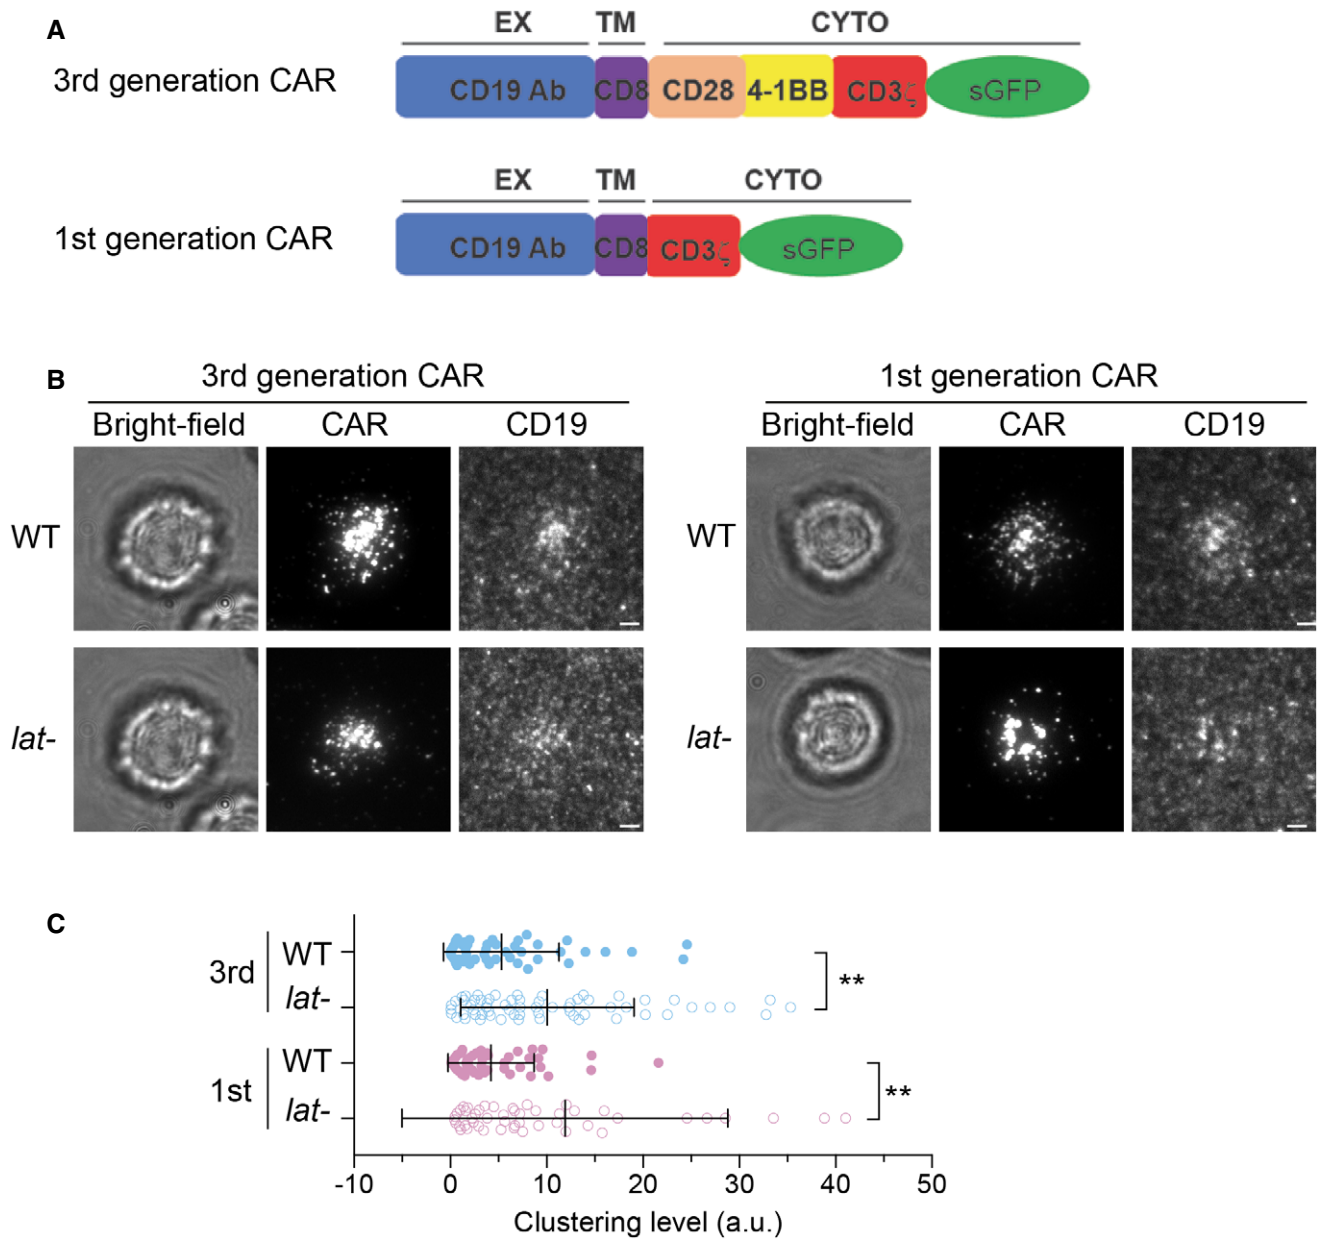 A
EX TM CYTO
3rd generation CAR
CD19 Ab CD8 CD28 4-1BB CD3ζ sGFP
EX TM CYTO
1st generation CAR
CD19 Ab CD8 CD3ζ sGFP
B
3rd generation CAR 1st generation CAR
Bright-field CAR CD19 Bright-field CAR CD19
WT WT
lat- lat-
C
3rd WT
lat-
**
1st WT
lat-
**
-10 0 10 20 30 40 50
Clustering level (a.u.)